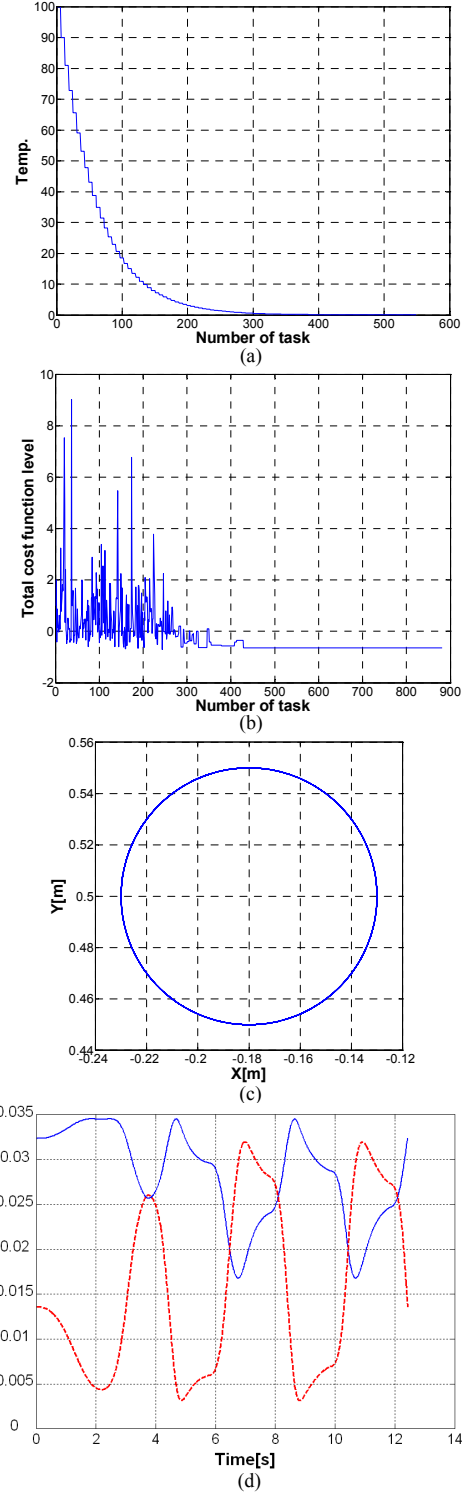 100
90
80
70
60
50
40
30
20
10
0
Temp.
0 100 200 300 400 500 600
Number of task
(a)
10
8
6
4
2
0
-2
Total cost function level
0 100 200 300 400 500 600 700 800 900
Number of task
(b)
0.56
0.54
0.52
0.5
0.48
0.46
0.44
Y[m]
-0.24 -0.22 -0.2 -0.18 -0.16 -0.14 -0.12
X[m]
(c)
0.035
0.03
0.025
0.02
0.015
0.01
0.005
0
0 2 4 6 8 10 12 14
Time[s]
(d)